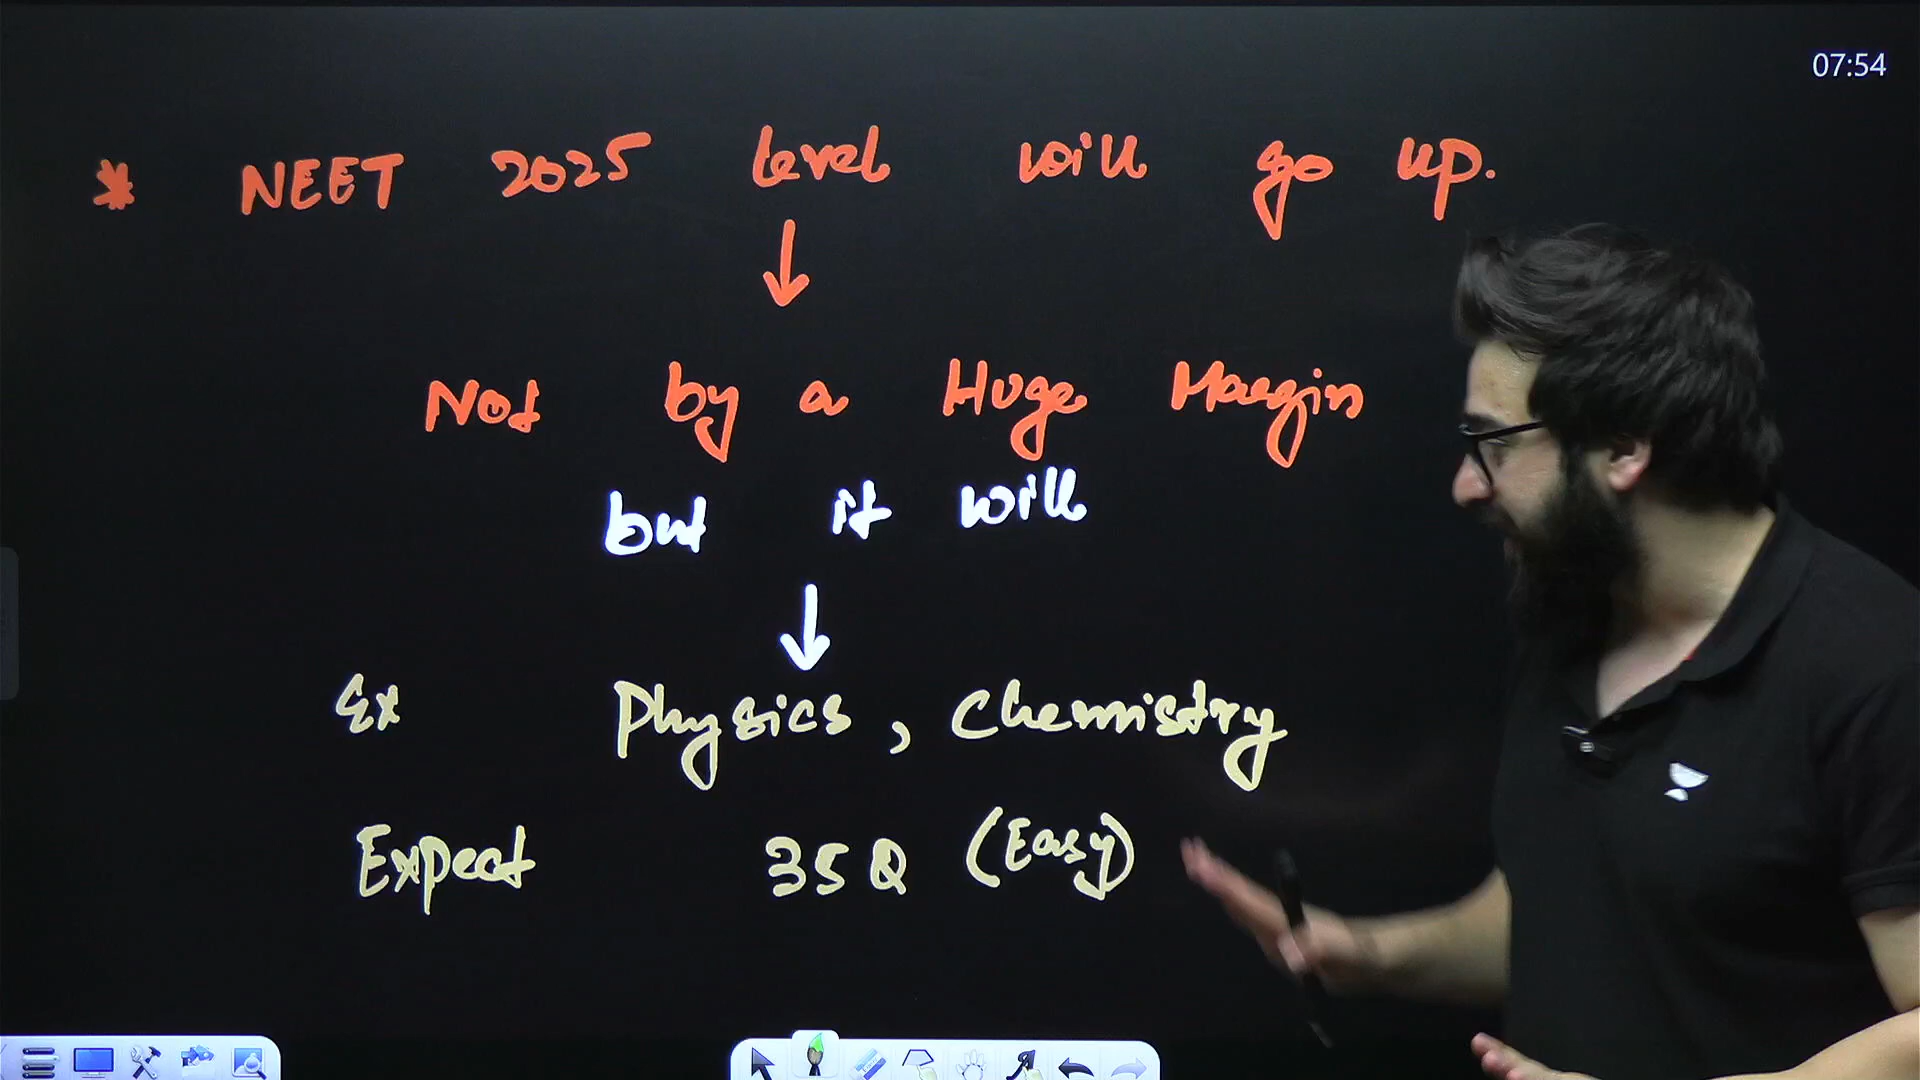 07:54
* NEET 2025 level will go up.
↓
Not by a Huge Margin
but it will
↓
Ex Physics, Chemistry
Expect 35 Q (Easy)